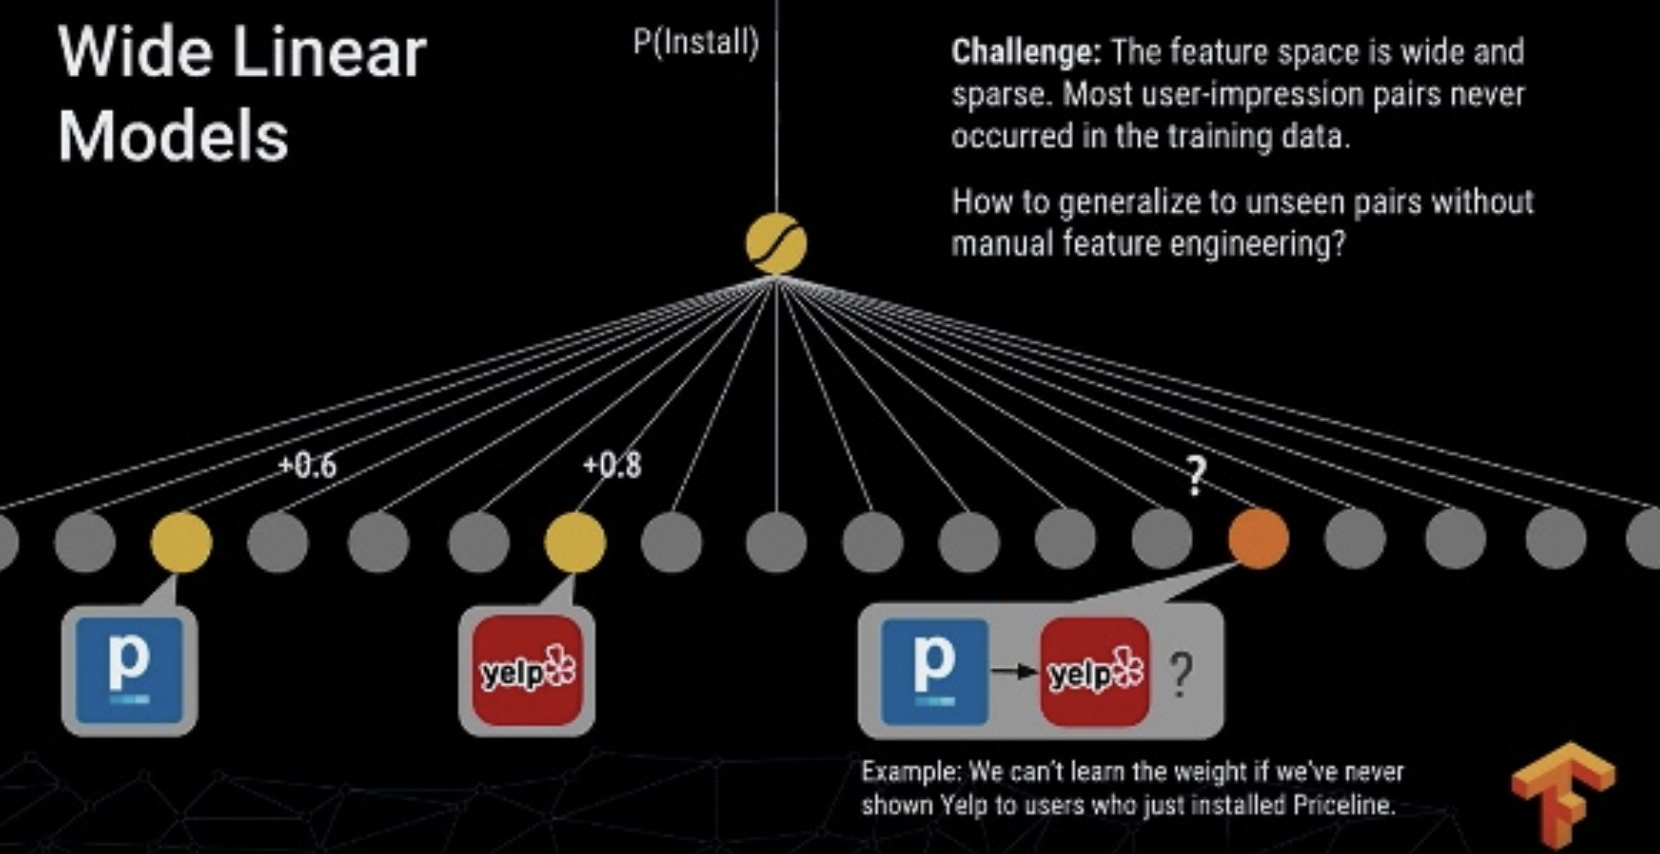 Wide Linear
Models
P(Install)
Challenge: The feature space is wide and
sparse. Most user-impression pairs never
occurred in the training data.
How to generalize to unseen pairs without
manual feature engineering?
+0.6
+0.8
?
p
yelp
p
yelp
?
Example: We can't learn the weight if we've never
shown Yelp to users who just installed Priceline.